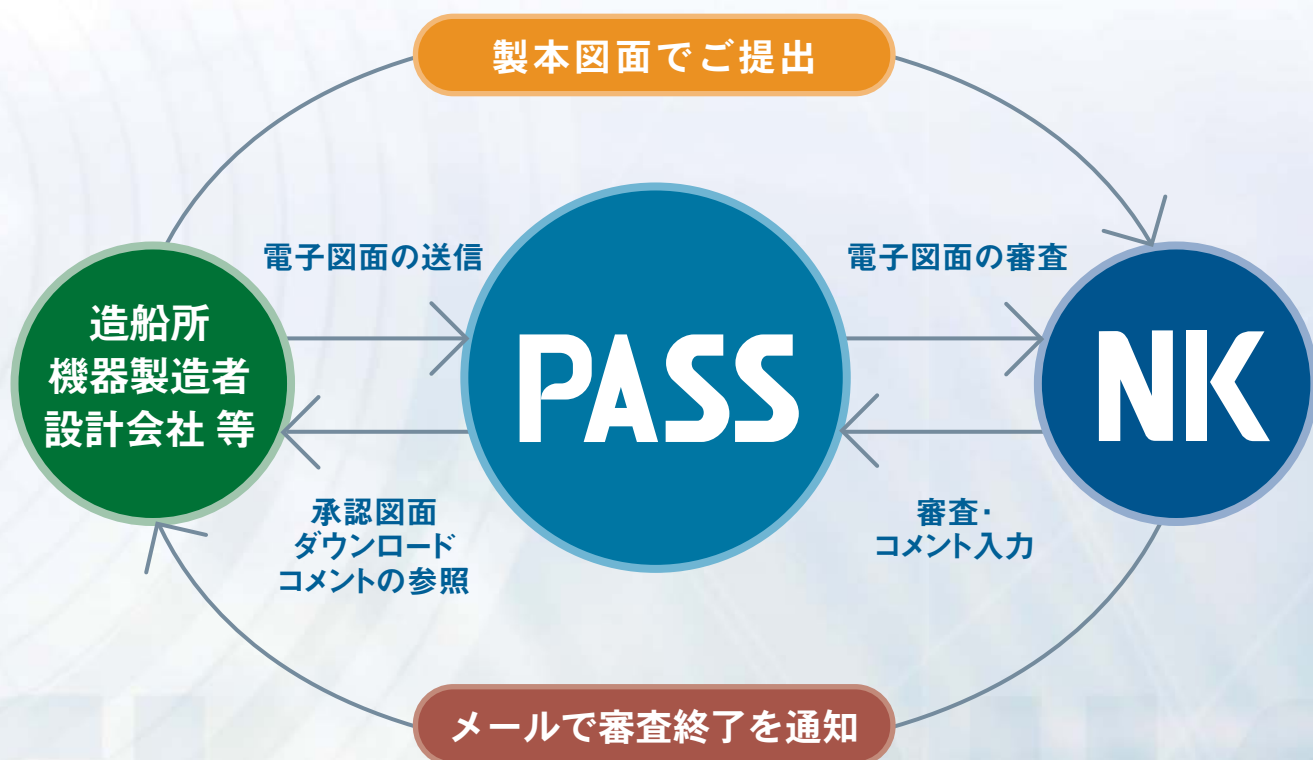 製本図面でご提出
電子図面の送信
電子図面の審査
造船所
機器製造者
設計会社 等
PASS
NK
承認図面
ダウンロード
コメントの参照
審査・
コメント入力
メールで審査終了を通知